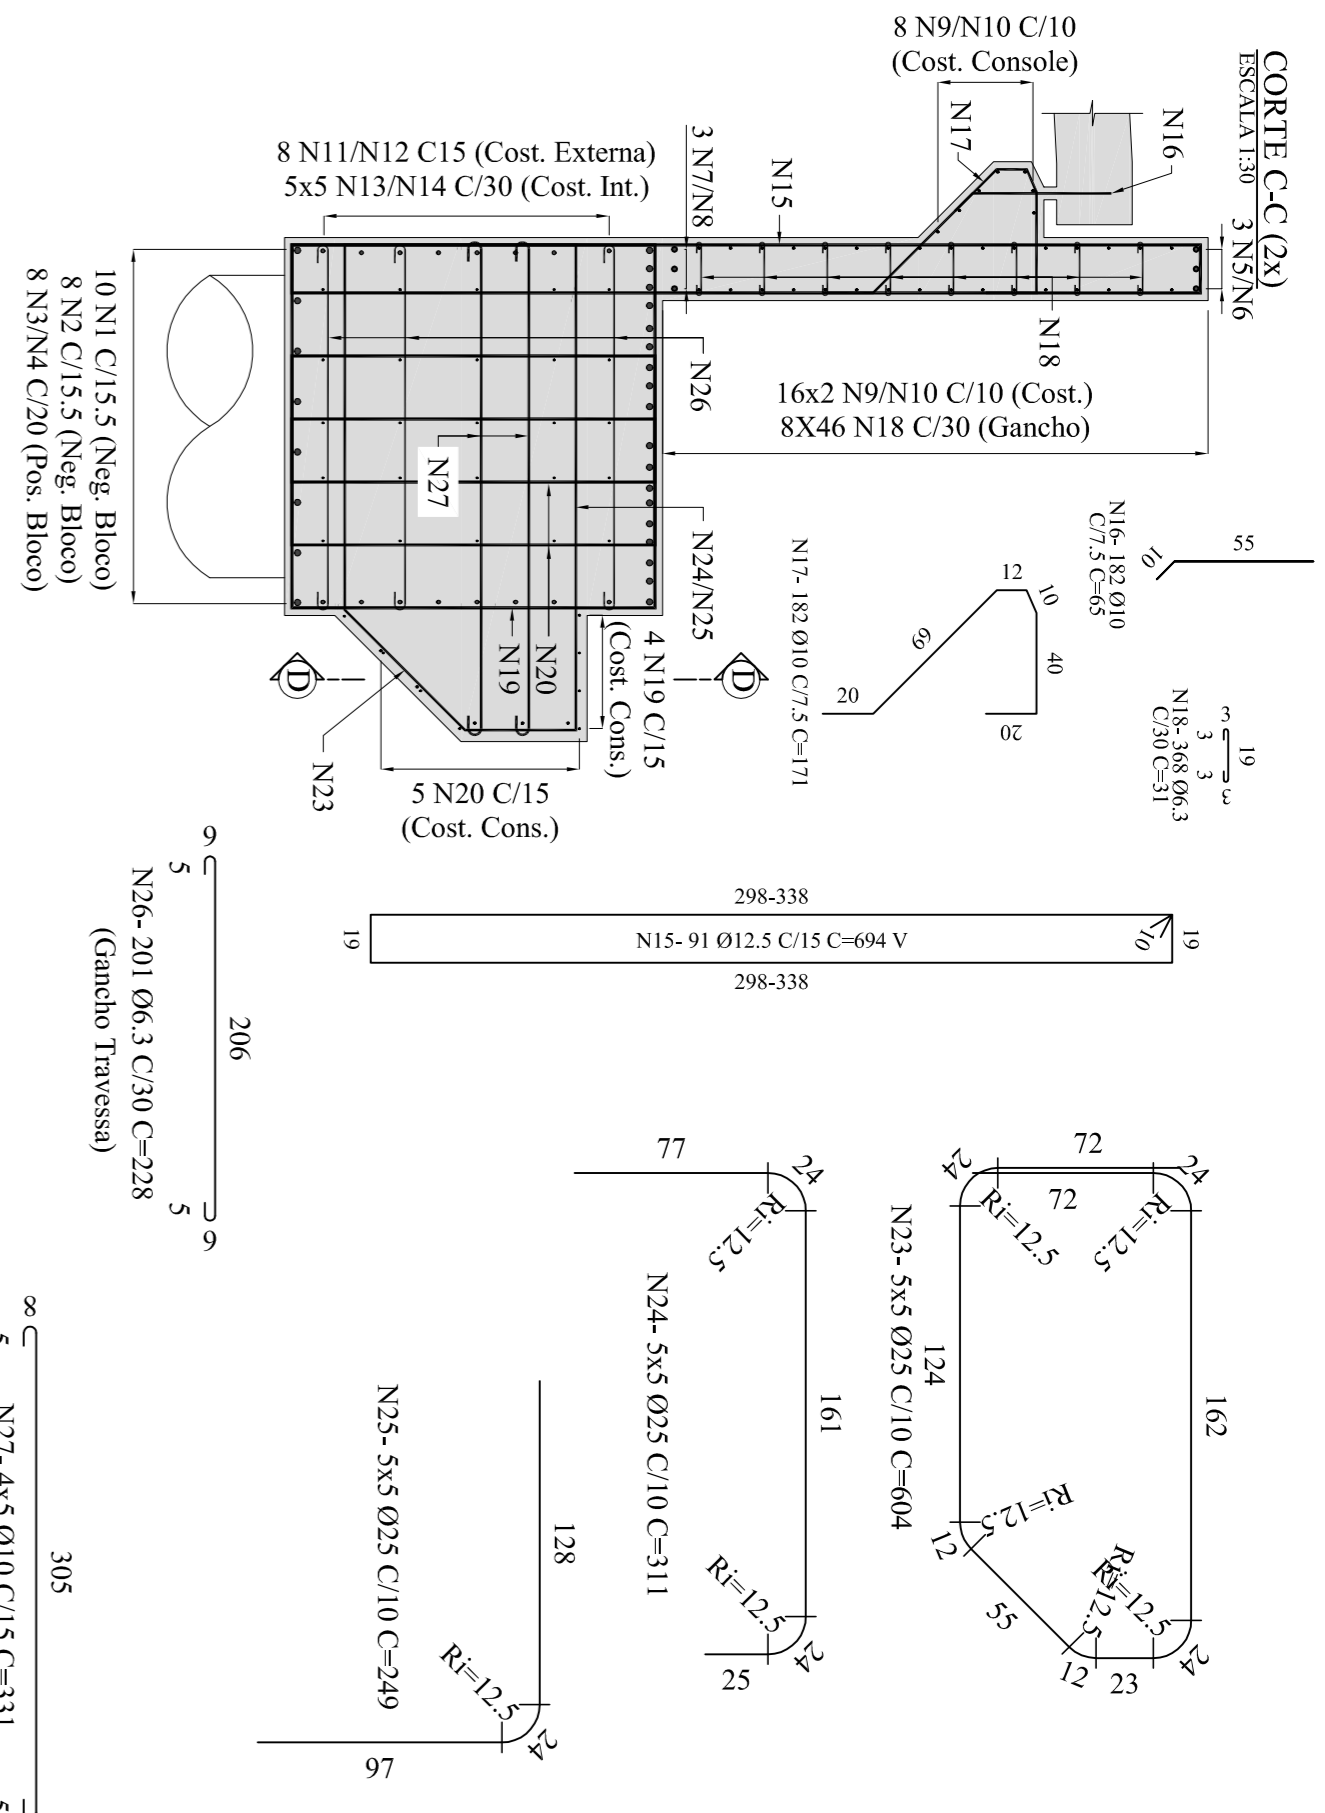 CORTE C-C (2x)
ESCALA 1:30
8 N9/N10 C/10
(Cost. Console)
N16
N17
3 N5/N6
8 N11/N12 C15 (Cost. Externa)
5x5 N13/N14 C/30 (Cost. Int.)
3 N7/N8
N15
N18
16x2 N9/N10 C/10 (Cost.)
8X46 N18 C/30 (Gancho)
N26
N27
N24/N25
10 N1 C/15.5 (Neg. Bloco)
8 N2 C/15.5 (Neg. Bloco)
8 N3/N4 C/20 (Pos. Bloco)
N20
N19
4 N19 C/15
(Cost. Cons.)
D
D
N23
5 N20 C/15
(Cost. Cons.)
55
10
N16- 182 Ø10
C/7.5 C=65
12
10
69
40
20
20
N17- 182 Ø10 C/7.5 C=171
19
3
3
3
3
N18- 368 Ø6.3
C/30 C=31
298-338
19
N15- 91 Ø12.5 C/15 C=694 V
10
19
298-338
9
5
206
5
9
N26- 201 Ø6.3 C/30 C=228
(Gancho Travessa)
72
24
24
72
Ri=12.5
Ri=12.5
162
124
N23- 5x5 Ø25 C/10 C=604
Ri=12.5
12
55
Ri=12.5
Ri=12.5
12
23
24
77
24
Ri=12.5
161
N24- 5x5 Ø25 C/10 C=311
Ri=12.5
24
25
128
N25- 5x5 Ø25 C/10 C=249
Ri=12.5
24
97
8
5
305
N27- 4x5 Ø10 C/15 C=331
5